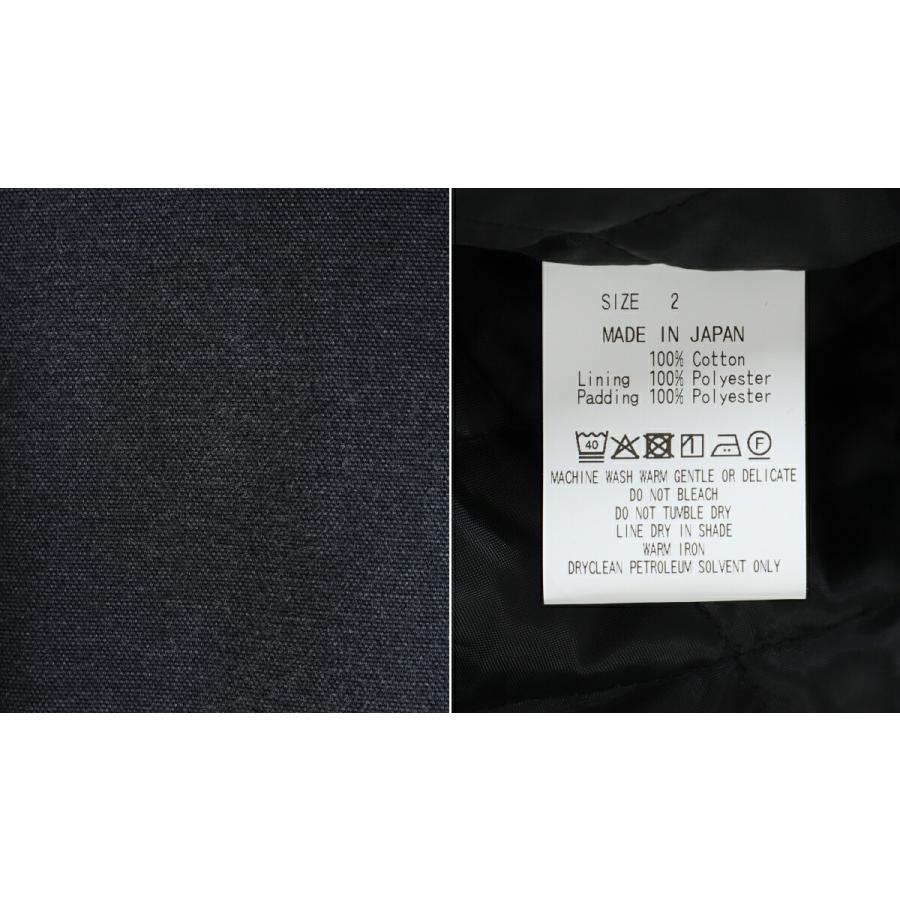 SIZE 2
MADE IN JAPAN
100% Cotton
Lining 100% Polyester
Padding 100% Polyester
40 F
MACHINE WASH WARM GENTLE OR DELICATE
DO NOT BLEACH
DO NOT TUMBLE DRY
LINE DRY IN SHADE
WARM IRON
DRYCLEAN PETROLEUM SOLVENT ONLY